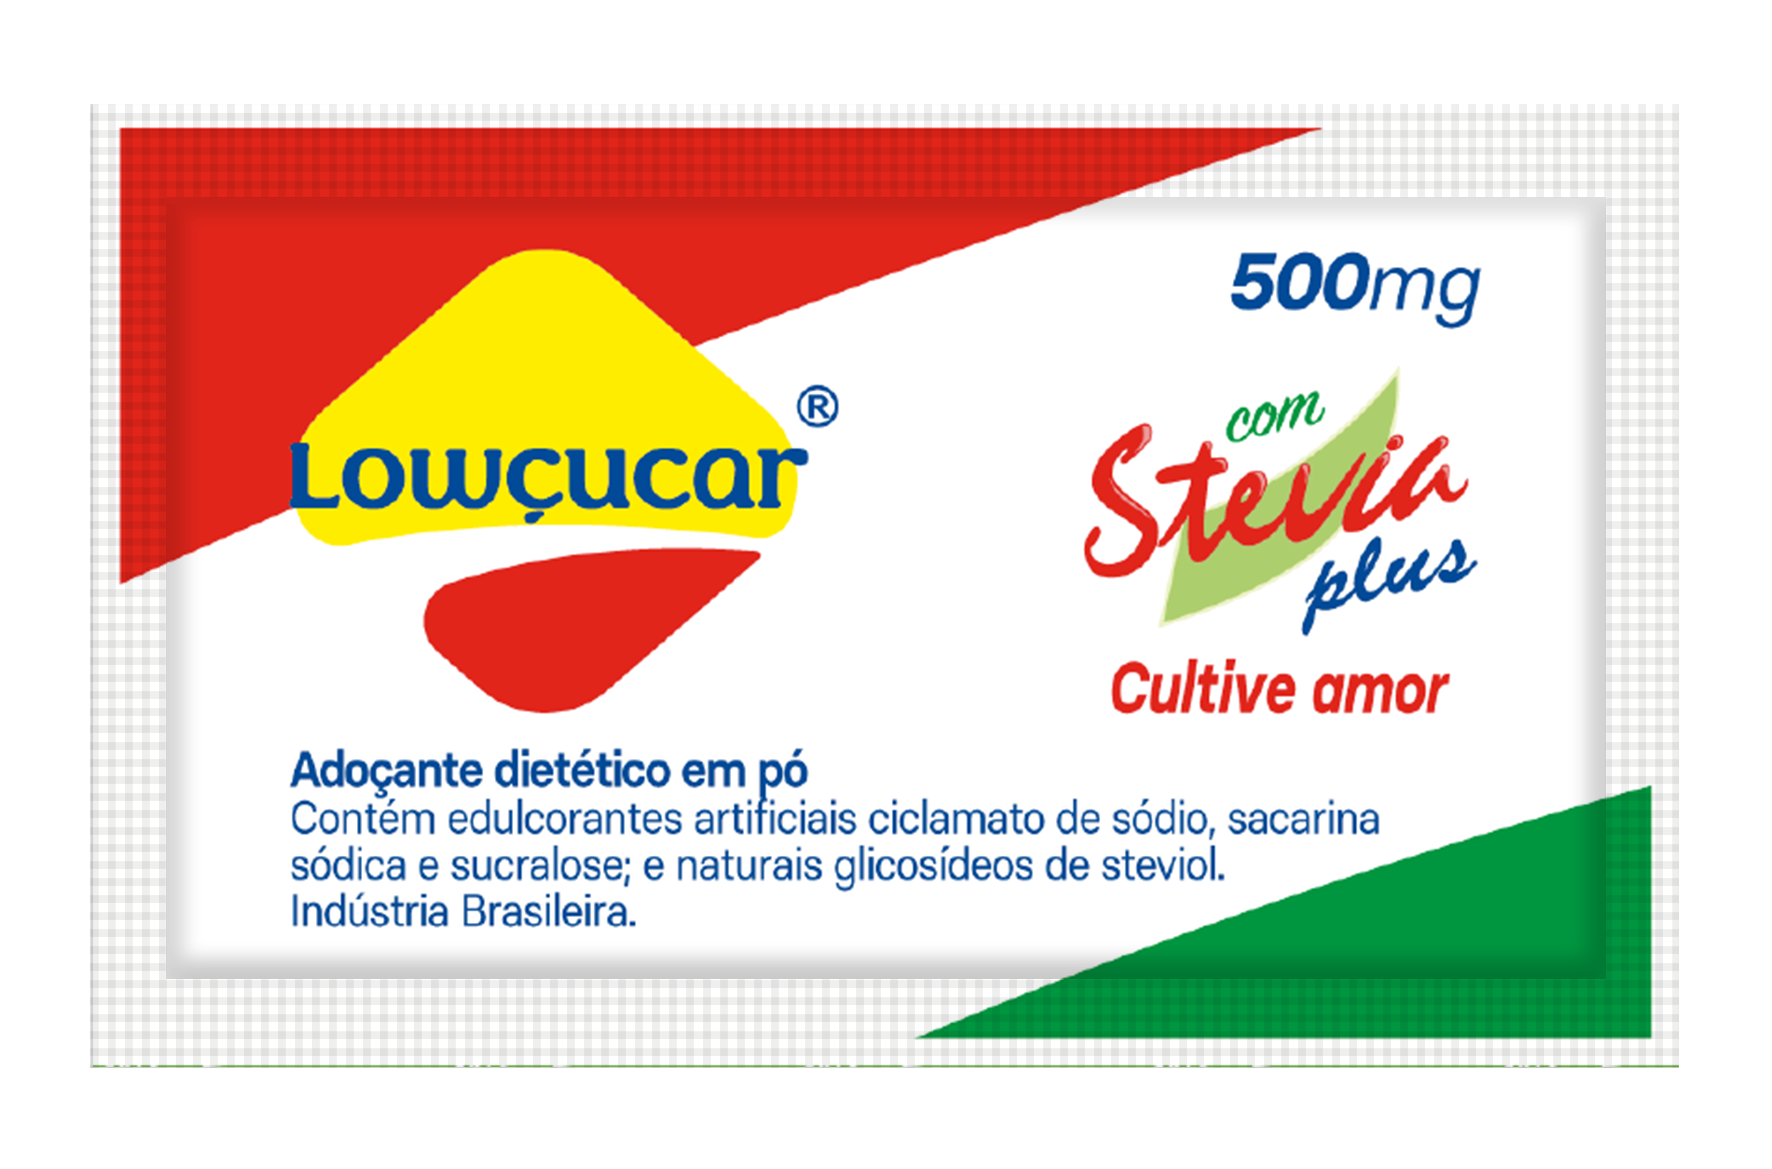 500mg
Lowçucar®
com
Stevia
plus
Cultive amor
Adoçante dietético em pó
Contém edulcorantes artificiais ciclamato de sódio, sacarina
sódica e sucralose; e naturais glicosídeos de steviol.
Indústria Brasileira.